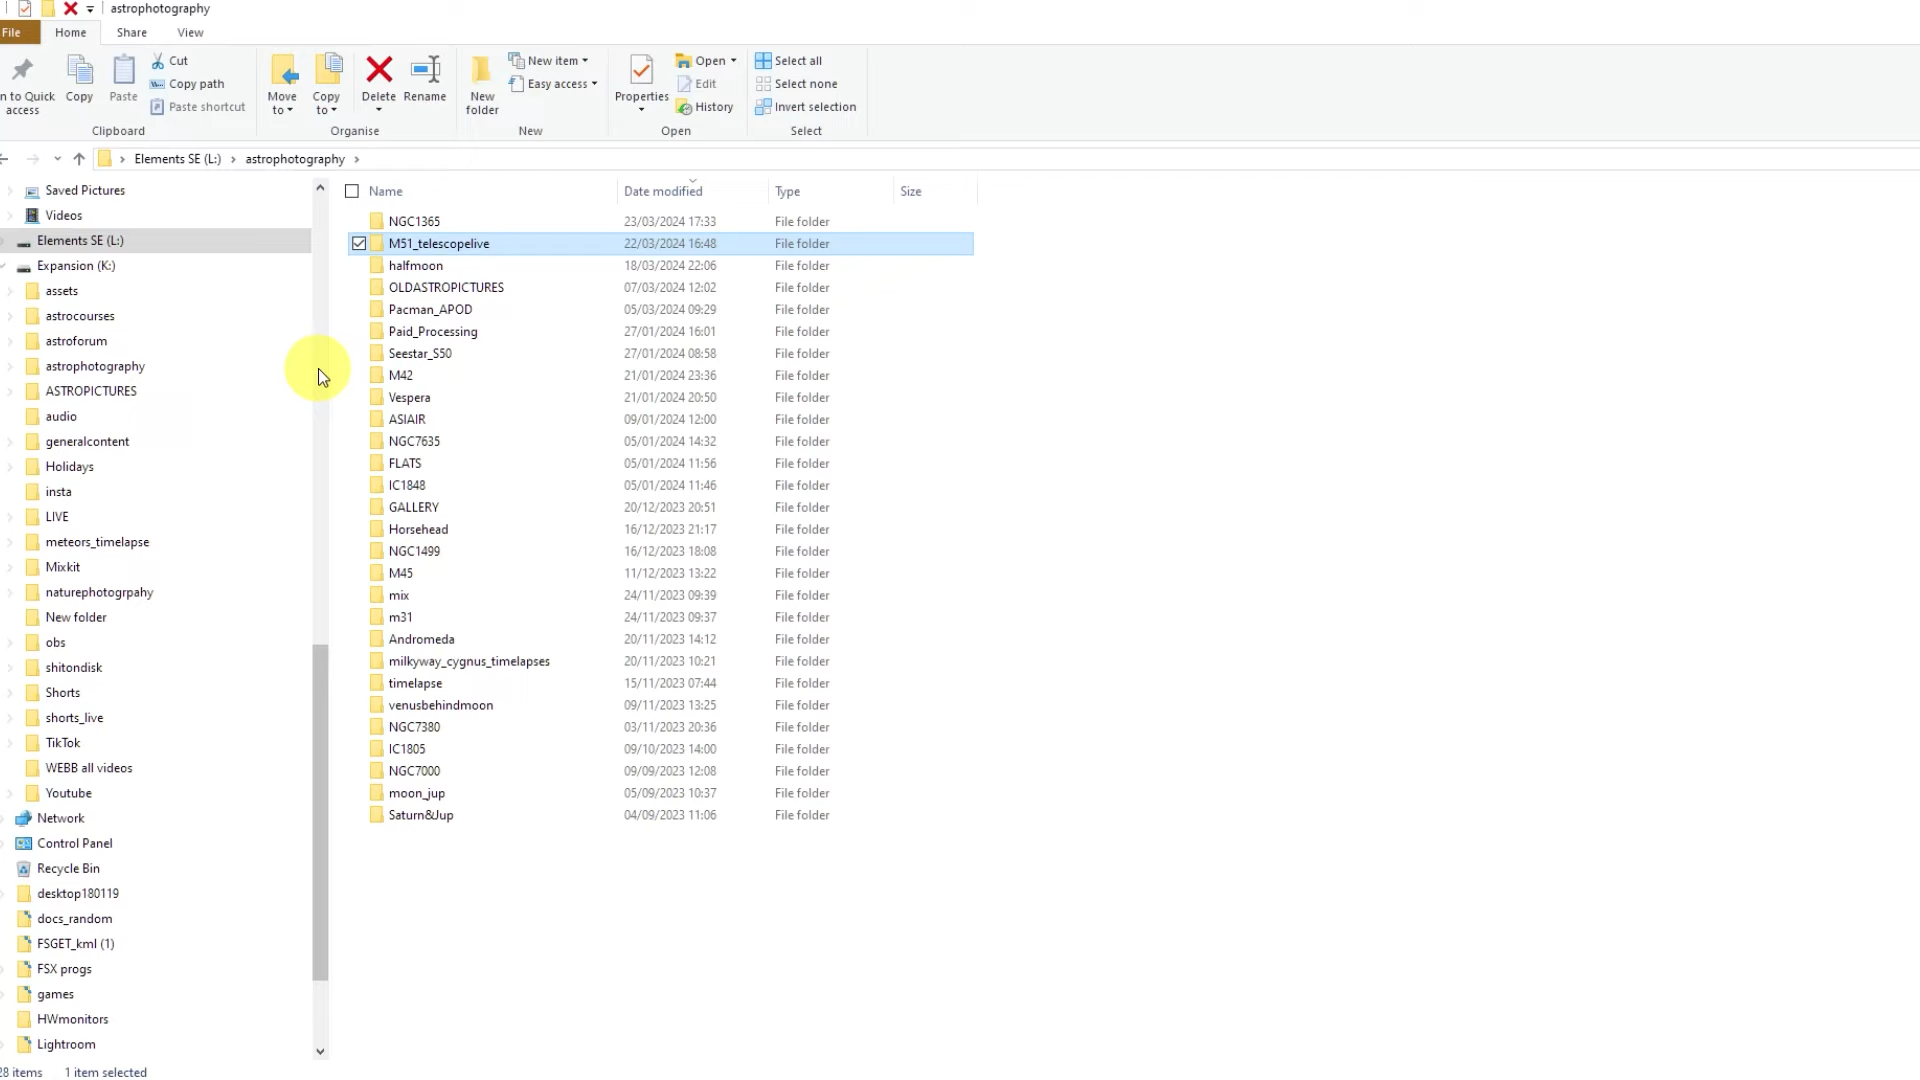 astrophotography
File Home Share View
n to Quick access
Copy
Paste
Cut
Copy path
Paste shortcut
Clipboard
Move to
Copy to
Delete
Rename
Organise
New folder
New item
Easy access
New
Properties
Open
Edit
History
Open
Select all
Select none
Invert selection
Select
Elements SE (L:) astrophotography
Saved Pictures
Videos
Elements SE (L:)
Expansion (K:)
assets
astrocourses
astroforum
astrophotography
ASTROPICTURES
audio
generalcontent
Holidays
insta
LIVE
meteors_timelapse
Mixkit
naturephotogrpahy
New folder
obs
shitondisk
Shorts
shorts_live
TikTok
WEBB all videos
Youtube
Network
Control Panel
Recycle Bin
desktop180119
docs_random
FSGET_kml (1)
FSX progs
games
HWmonitors
Lightroom
Name Date modified Type Size
NGC1365 23/03/2024 17:33 File folder
M51_telescopelive 22/03/2024 16:48 File folder
halfmoon 18/03/2024 22:06 File folder
OLDASTROPICTURES 07/03/2024 12:02 File folder
Pacman_APOD 05/03/2024 09:29 File folder
Paid_Processing 27/01/2024 16:01 File folder
Seestar_S50 27/01/2024 08:58 File folder
M42 21/01/2024 23:36 File folder
Vespera 21/01/2024 20:50 File folder
ASIAIR 09/01/2024 12:00 File folder
NGC7635 05/01/2024 14:32 File folder
FLATS 05/01/2024 11:56 File folder
IC1848 05/01/2024 11:46 File folder
GALLERY 20/12/2023 20:51 File folder
Horsehead 16/12/2023 21:17 File folder
NGC1499 16/12/2023 18:08 File folder
M45 11/12/2023 13:22 File folder
mix 24/11/2023 09:39 File folder
m31 24/11/2023 09:37 File folder
Andromeda 20/11/2023 14:12 File folder
milkyway_cygnus_timelapses 20/11/2023 10:21 File folder
timelapse 15/11/2023 07:44 File folder
venusbehindmoon 09/11/2023 13:25 File folder
NGC7380 03/11/2023 20:36 File folder
IC1805 09/10/2023 14:00 File folder
NGC7000 09/09/2023 12:08 File folder
moon_jup 05/09/2023 10:37 File folder
Saturn&Jup 04/09/2023 11:06 File folder
28 items 1 item selected